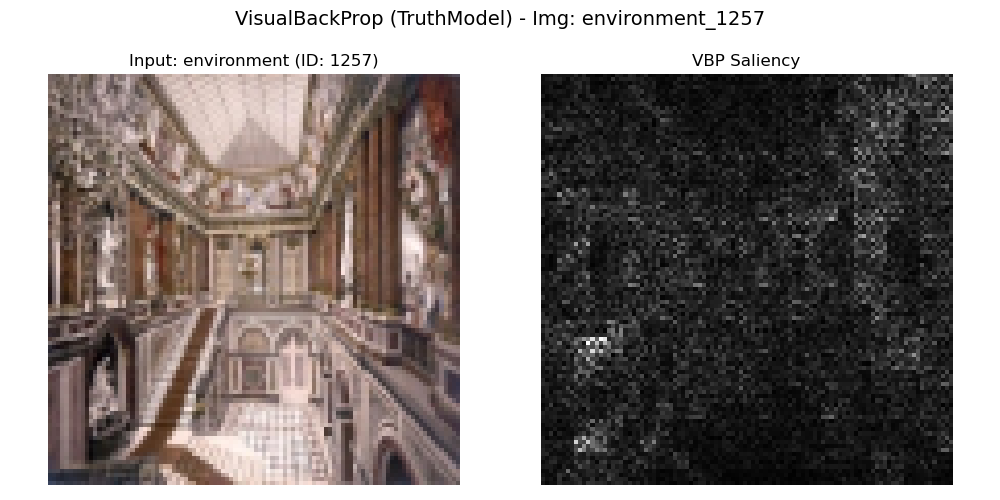 VisualBackProp (TruthModel) - Img: environment_1257
Input: environment (ID: 1257)
VBP Saliency